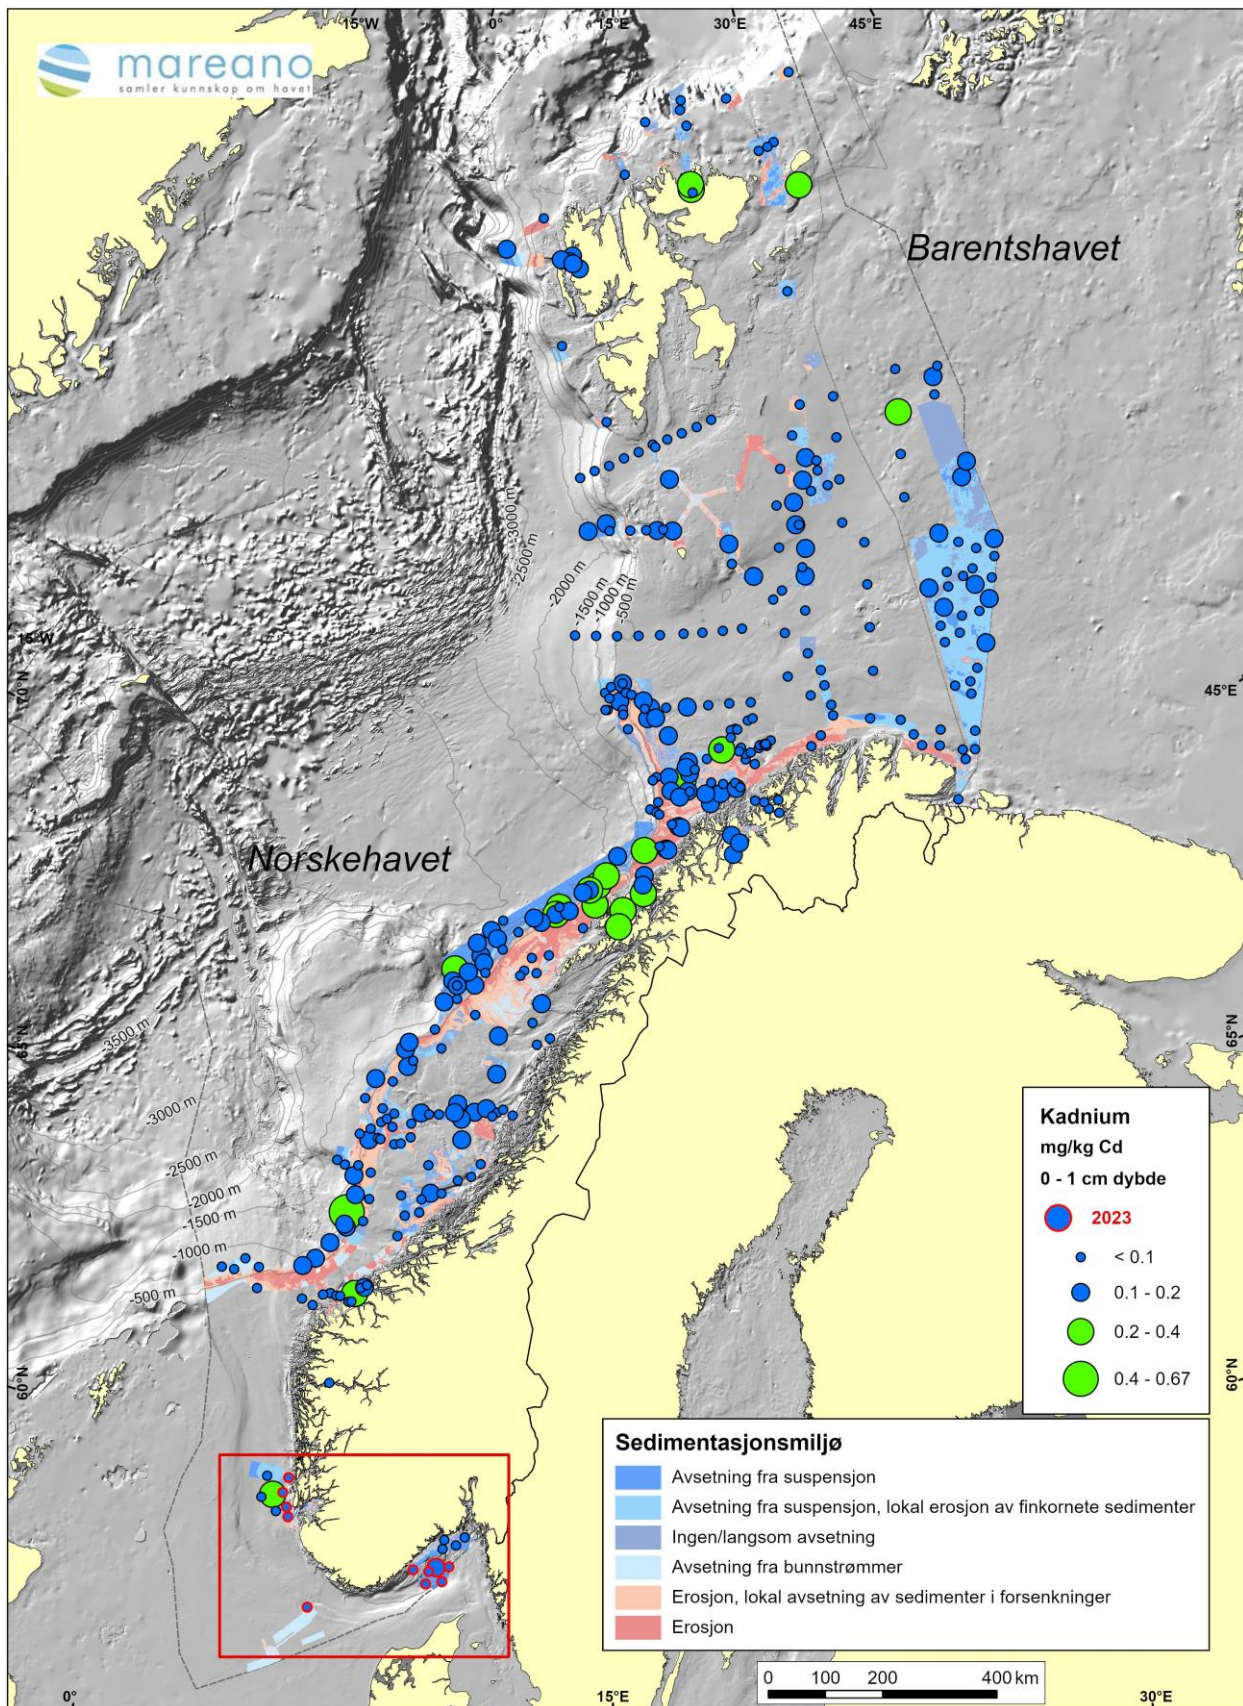 15°W 0° 15°E 30°E 45°E
mareano
samler kunnskap om havet
Barentshavet
-3000 m
-2500 m
-2000 m
-1500 m
-1000 m
-500 m
15°W
70°N
45°E
Norskehavet
-3500 m
65°N
65°N
-3000 m
-2500 m
-2000 m
-1500 m
-1000 m
-500 m
60°N
60°N
Kadnium
mg/kg Cd
0 - 1 cm dybde
2023
< 0.1
0.1 - 0.2
0.2 - 0.4
0.4 - 0.67
Sedimentasjonsmiljø
Avsetning fra suspensjon
Avsetning fra suspensjon, lokal erosjon av finkornete sedimenter
Ingen/langsom avsetning
Avsetning fra bunnstrømmer
Erosjon, lokal avsetning av sedimenter i forsenkninger
Erosjon
0 100 200 400 km
0° 15°E 30°E